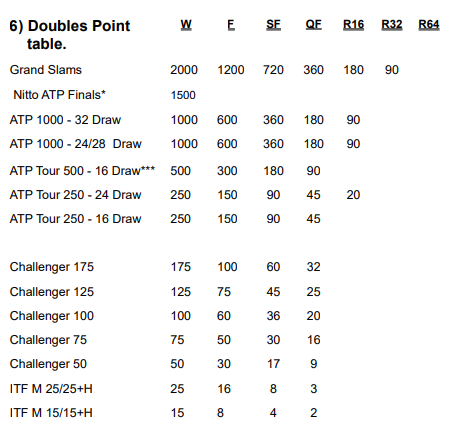 6) Doubles Point W F SF QF R16 R32 R64
table.
Grand Slams 2000 1200 720 360 180 90
Nitto ATP Finals* 1500
ATP 1000 - 32 Draw 1000 600 360 180 90
ATP 1000 - 24/28 Draw 1000 600 360 180 90
ATP Tour 500 - 16 Draw*** 500 300 180 90
ATP Tour 250 - 24 Draw 250 150 90 45 20
ATP Tour 250 - 16 Draw 250 150 90 45
Challenger 175 175 100 60 32
Challenger 125 125 75 45 25
Challenger 100 100 60 36 20
Challenger 75 75 50 30 16
Challenger 50 50 30 17 9
ITF M 25/25+H 25 16 8 3
ITF M 15/15+H 15 8 4 2